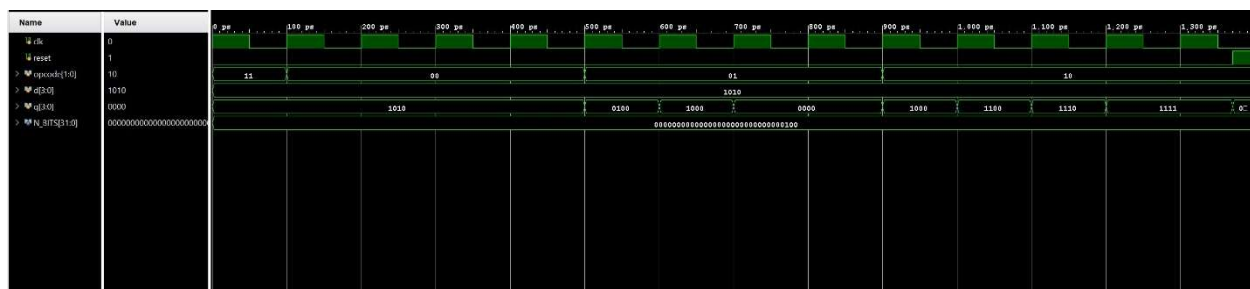 Name Value 0 ps 100 ps 200 ps 300 ps 400 ps 500 ps 600 ps 700 ps 800 ps 900 ps 1,000 ps 1,100 ps 1,200 ps 1,300 ps
clk 0
reset 1
opcode[1:0] 10 11 00 01 10
d[3:0] 1010 1010
q[3:0] 0000 1010 0100 1000 0000 1000 1100 1110 1111
N_BITS[31:0] 00000000000000000000000000000100